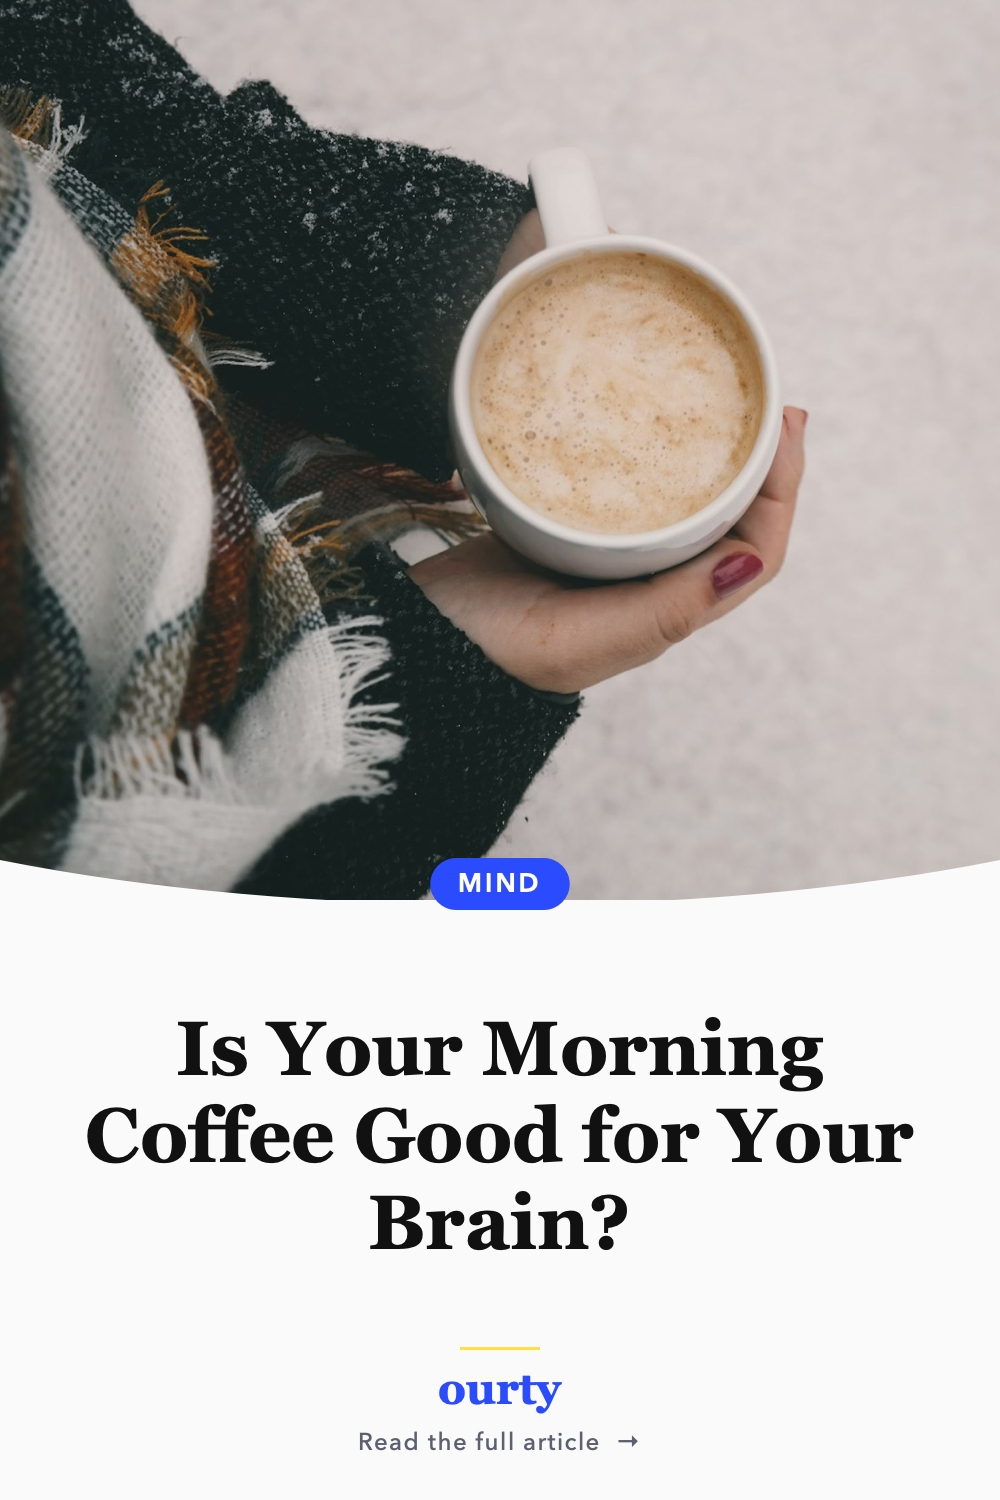 MIND
Is Your Morning
Coffee Good for Your
Brain?
ourty
Read the full article →